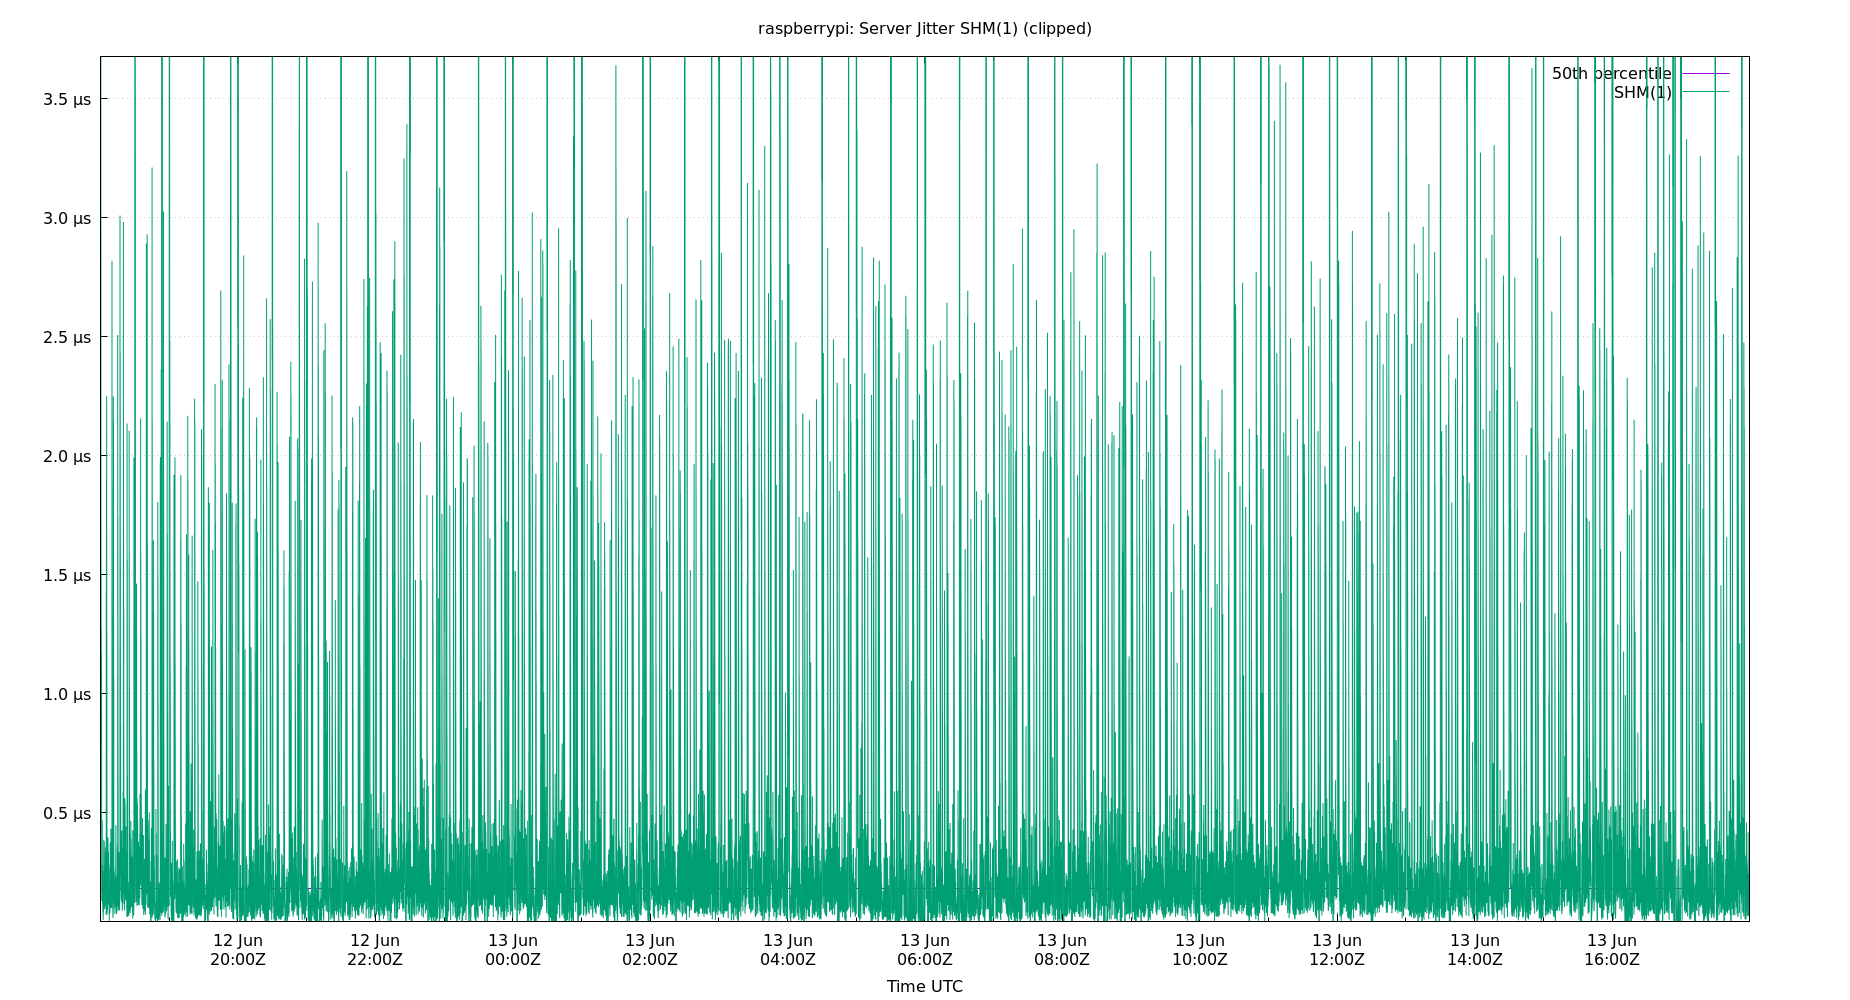 raspberrypi: Server Jitter SHM(1) (clipped)
50th percentile
SHM(1)
3.5 µs
3.0 µs
2.5 µs
2.0 µs
1.5 µs
1.0 µs
0.5 µs
12 Jun 12 Jun 13 Jun 13 Jun 13 Jun 13 Jun 13 Jun 13 Jun 13 Jun 13 Jun 13 Jun
20:00Z 22:00Z 00:00Z 02:00Z 04:00Z 06:00Z 08:00Z 10:00Z 12:00Z 14:00Z 16:00Z
Time UTC